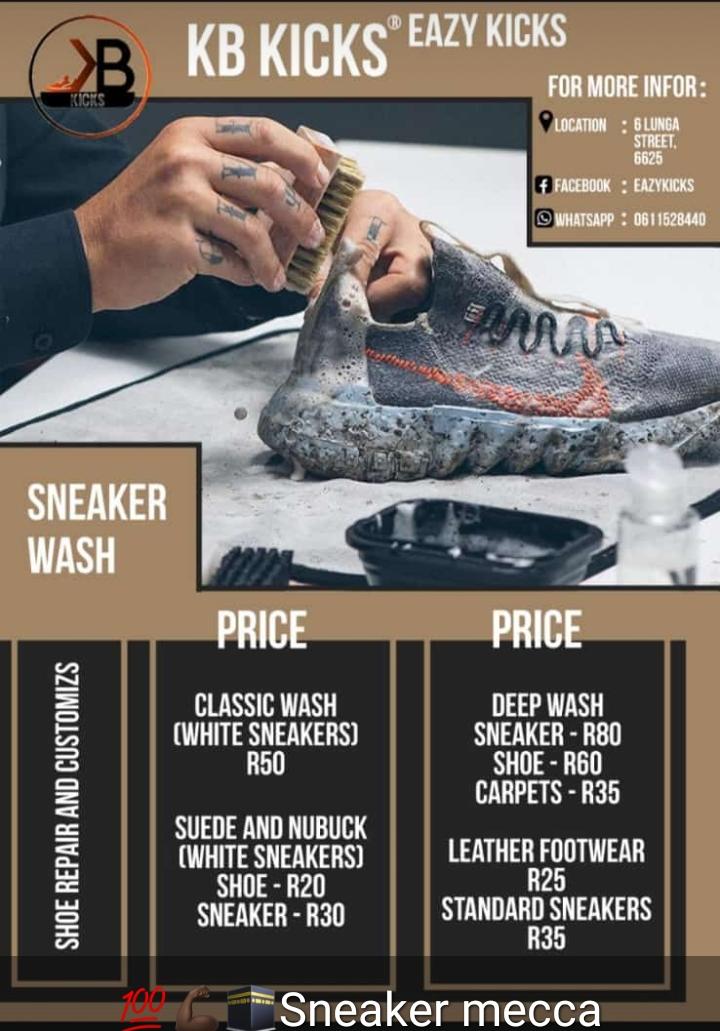 KB KICKS® EAZY KICKS
KB
KICKS
FOR MORE INFOR :
LOCATION : 6 LUNGA
STREET,
6625
FACEBOOK : EAZYKICKS
WHATSAPP : 0611528440
SNEAKER
WASH
SHOE REPAIR AND CUSTOMIZS
PRICE
CLASSIC WASH
(WHITE SNEAKERS)
R50
SUEDE AND NUBUCK
(WHITE SNEAKERS)
SHOE - R20
SNEAKER - R30
PRICE
DEEP WASH
SNEAKER - R80
SHOE - R60
CARPETS - R35
LEATHER FOOTWEAR
R25
STANDARD SNEAKERS
R35
💯💪🏿🕋Sneaker mecca